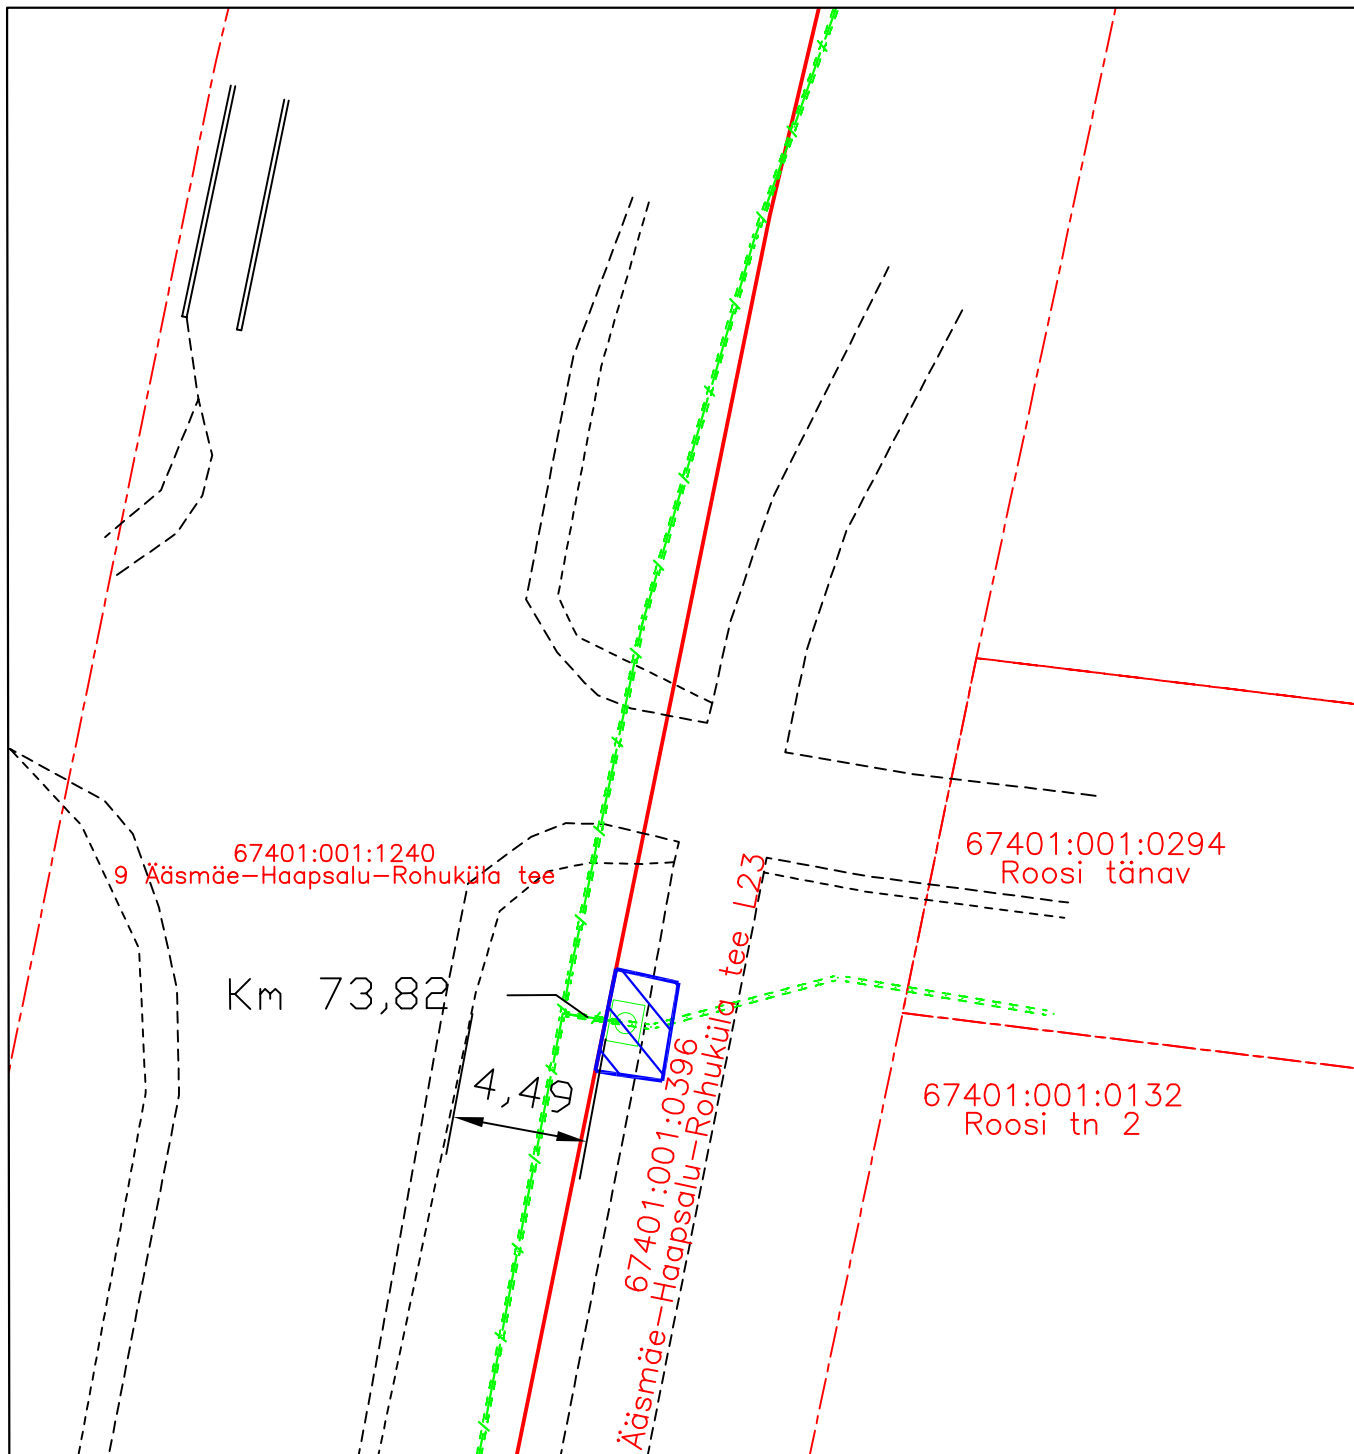 67401:001:1240
9 Ääsmäe-Haapsalu-Rohuküla tee
67401:001:0294
Roosi tänav
Km 73,82
4,49
67401:001:0396
Ääsmäe-Haapsalu-Rohuküla tee L23
67401:001:0132
Roosi tn 2